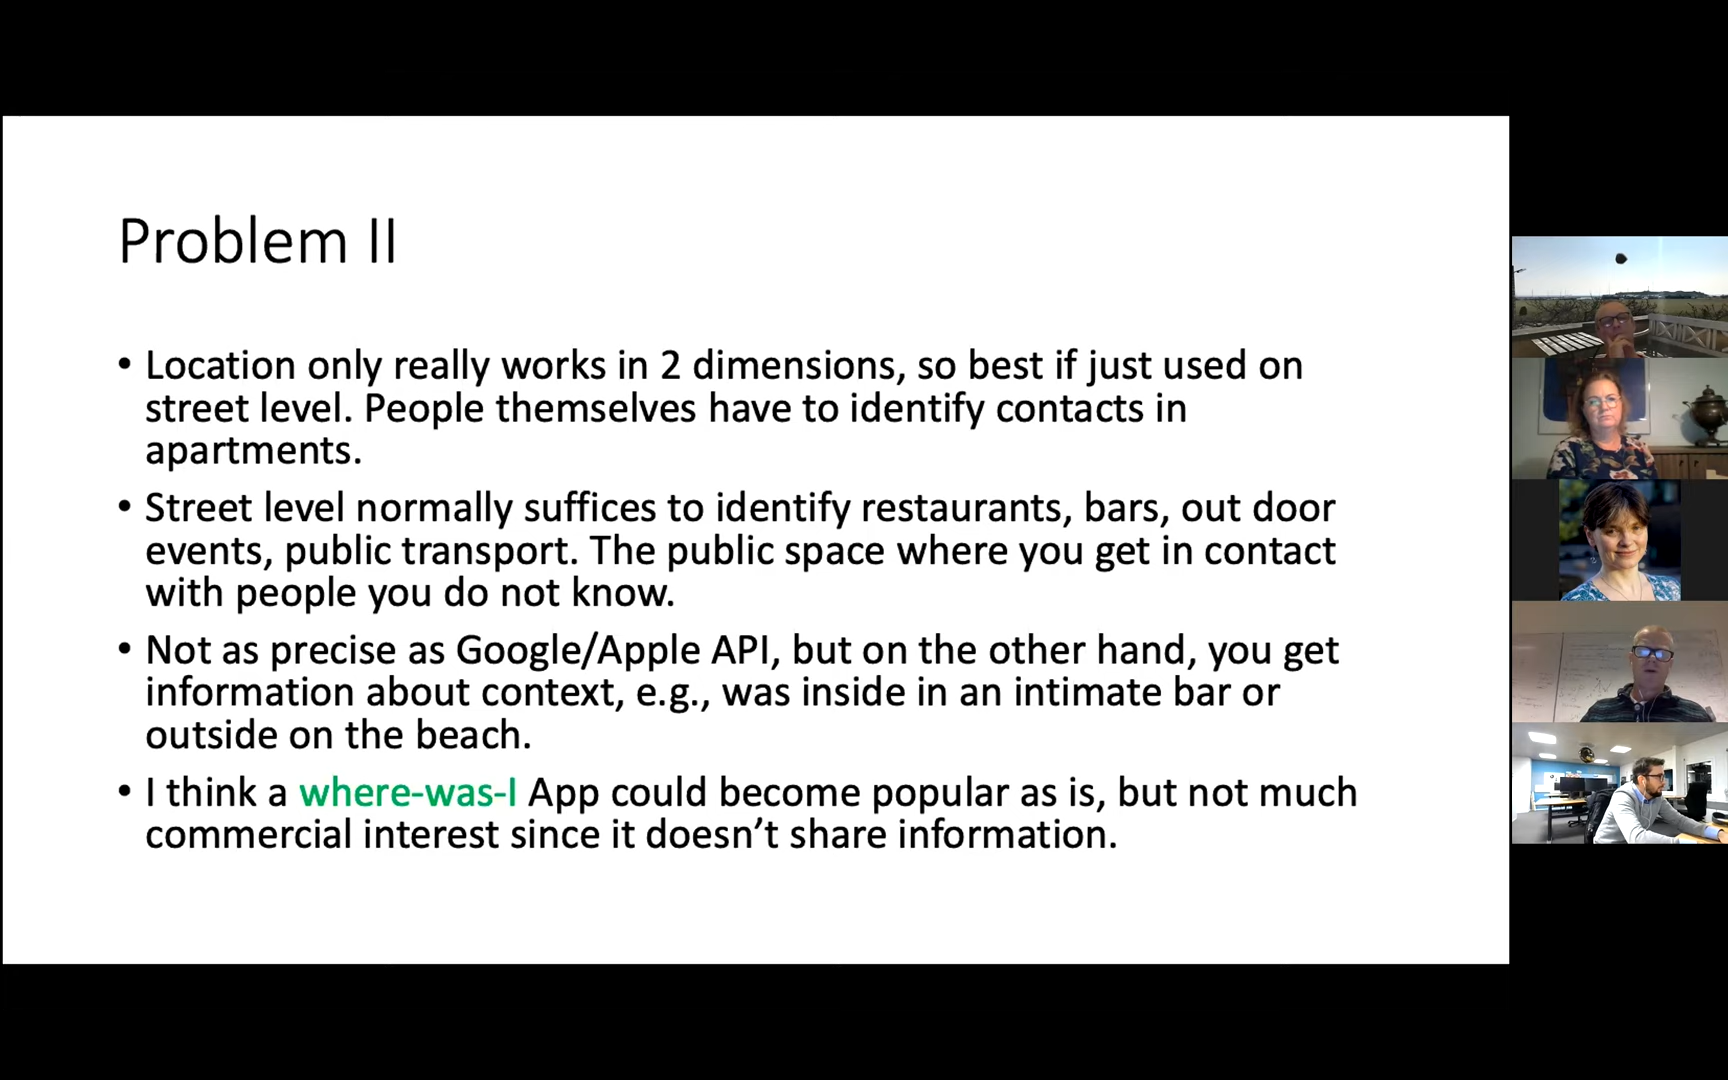 Problem II
• Location only really works in 2 dimensions, so best if just used on
street level. People themselves have to identify contacts in
apartments.
• Street level normally suffices to identify restaurants, bars, out door
events, public transport. The public space where you get in contact
with people you do not know.
• Not as precise as Google/Apple API, but on the other hand, you get
information about context, e.g., was inside in an intimate bar or
outside on the beach.
• I think a where-was-I App could become popular as is, but not much
commercial interest since it doesn’t share information.